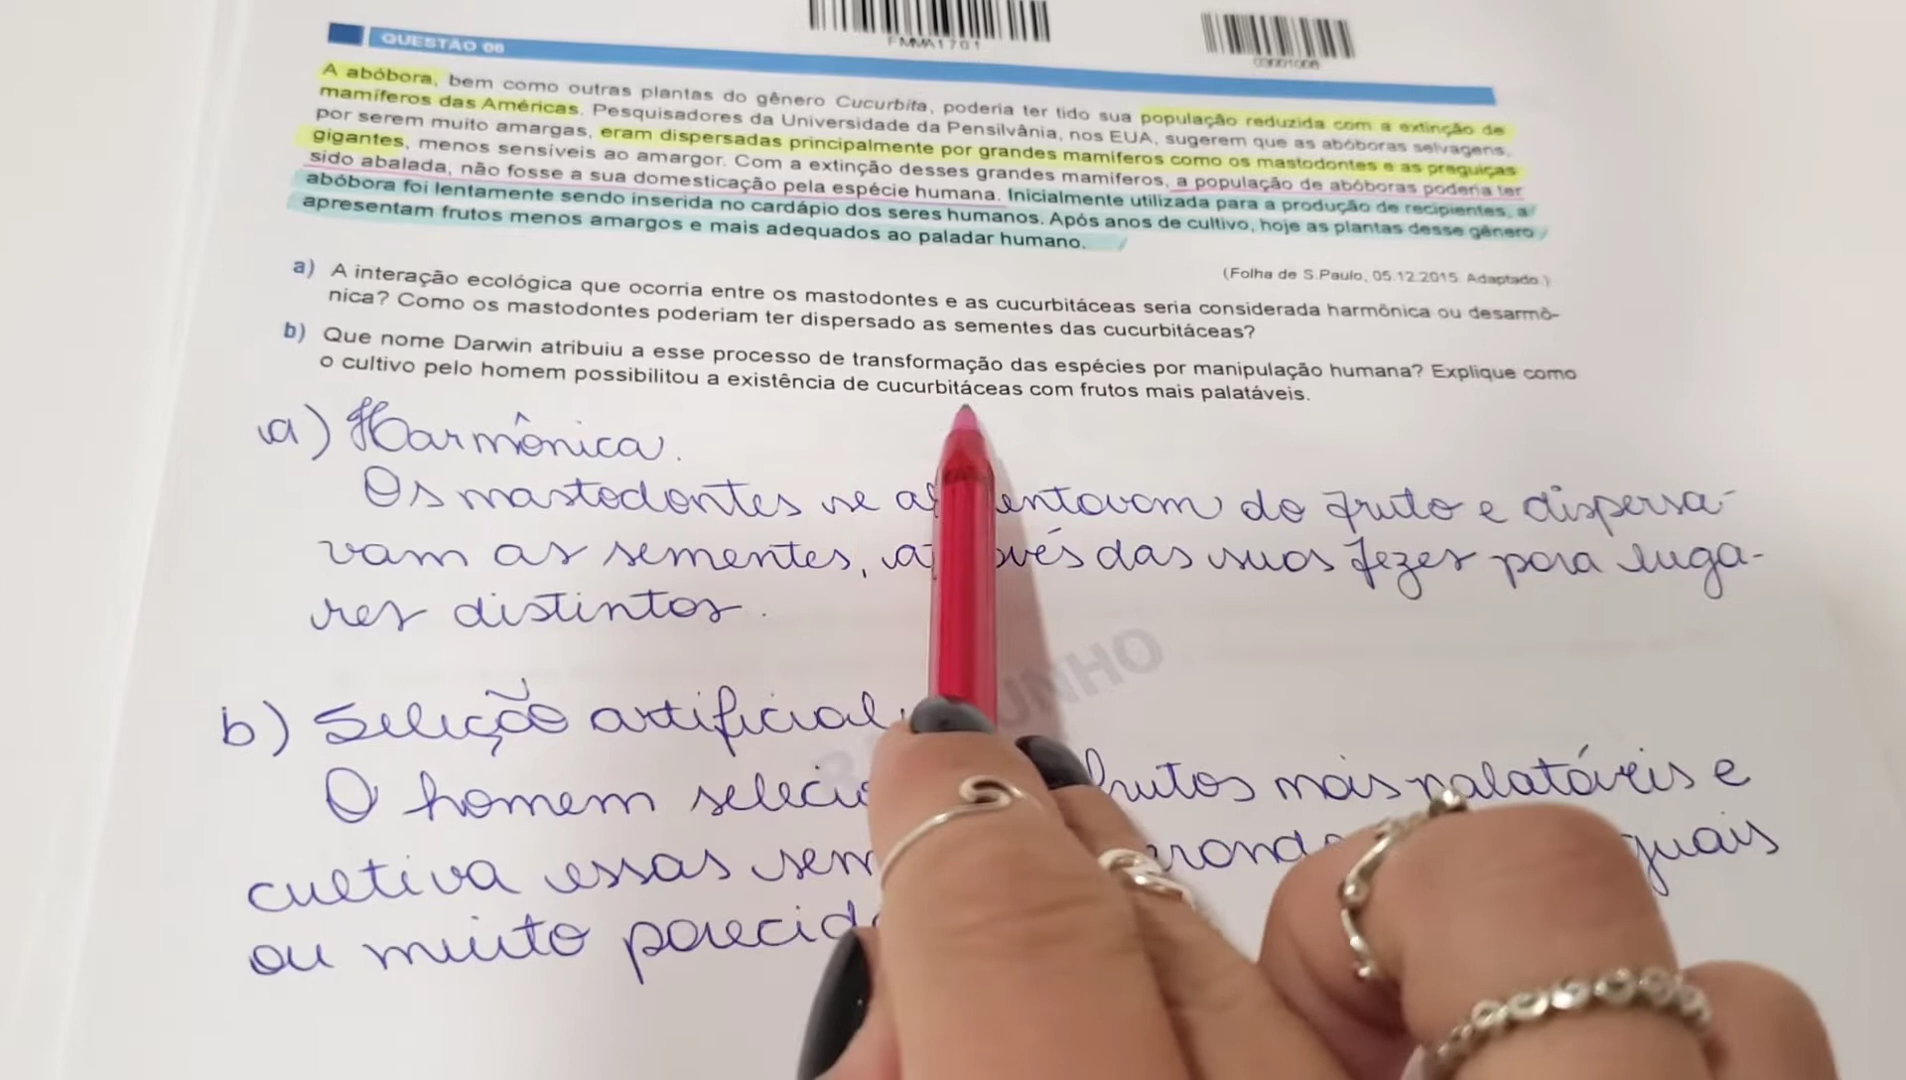 FMMA1701
03001006
QUESTÃO 06
A abóbora, bem como outras plantas do gênero Cucurbita, poderia ter tido sua população reduzida com a extinção de
mamíferos das Américas. Pesquisadores da Universidade da Pensilvânia, nos EUA, sugerem que as abóboras selvagens,
por serem muito amargas, eram dispersadas principalmente por grandes mamíferos como os mastodontes e as preguiças
gigantes, menos sensíveis ao amargor. Com a extinção desses grandes mamíferos, a população de abóboras poderia ter
sido abalada, não fosse a sua domesticação pela espécie humana. Inicialmente utilizada para a produção de recipientes, a
abóbora foi lentamente sendo inserida no cardápio dos seres humanos. Após anos de cultivo, hoje as plantas desse gênero
apresentam frutos menos amargos e mais adequados ao paladar humano.
(Folha de S.Paulo, 05.12.2015. Adaptado.)
a) A interação ecológica que ocorria entre os mastodontes e as cucurbitáceas seria considerada harmônica ou desarmô-
nica? Como os mastodontes poderiam ter dispersado as sementes das cucurbitáceas?
b) Que nome Darwin atribuiu a esse processo de transformação das espécies por manipulação humana? Explique como
o cultivo pelo homem possibilitou a existência de cucurbitáceas com frutos mais palatáveis.
a) Harmônica.
Os mastodontes se al entavam do fruto e dispersa-
vam as sementes, at avés das suas fezes para luga-
res distintos.
UNHO
b) Seleção artificial.
O homem selecio frutos mais palatáveis e
cultiva essas sem guais
ou muito parecid